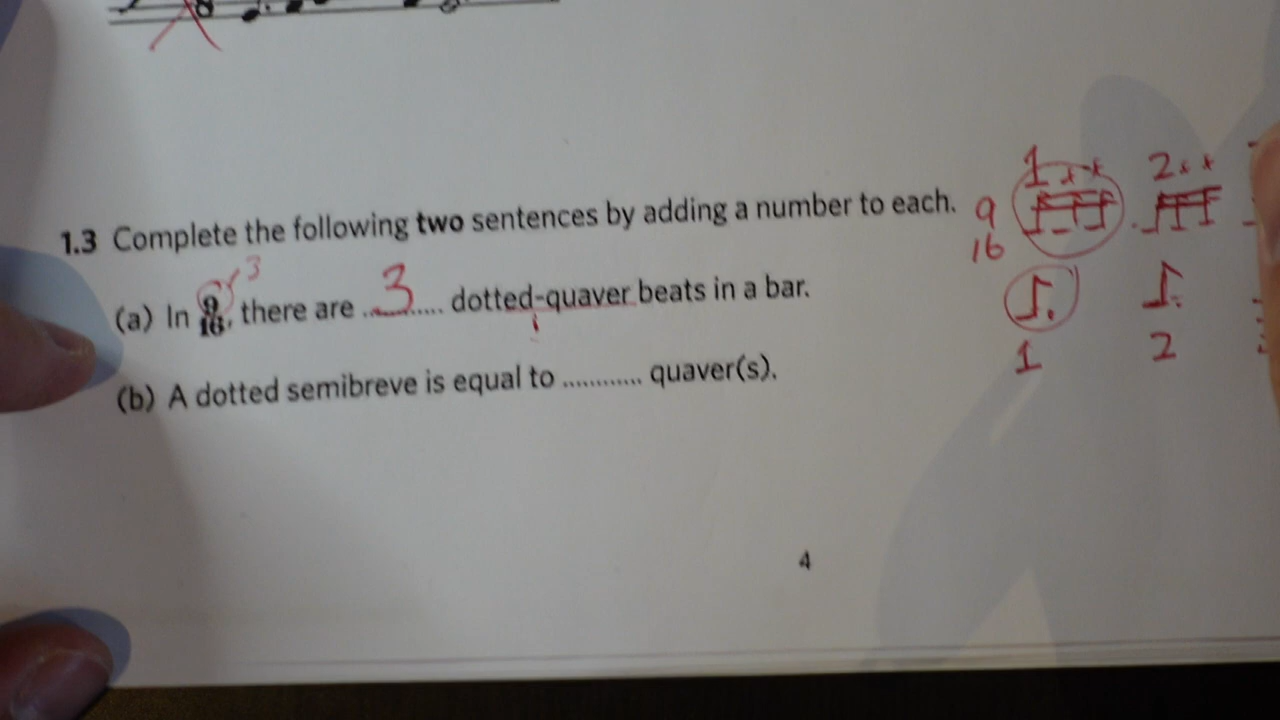 1.3 Complete the following two sentences by adding a number to each.
9
16
1 x x
2 x x
3
(a) In 9/16, there are ...3...... dotted-quaver beats in a bar.
1
2
(b) A dotted semibreve is equal to ............ quaver(s).
4